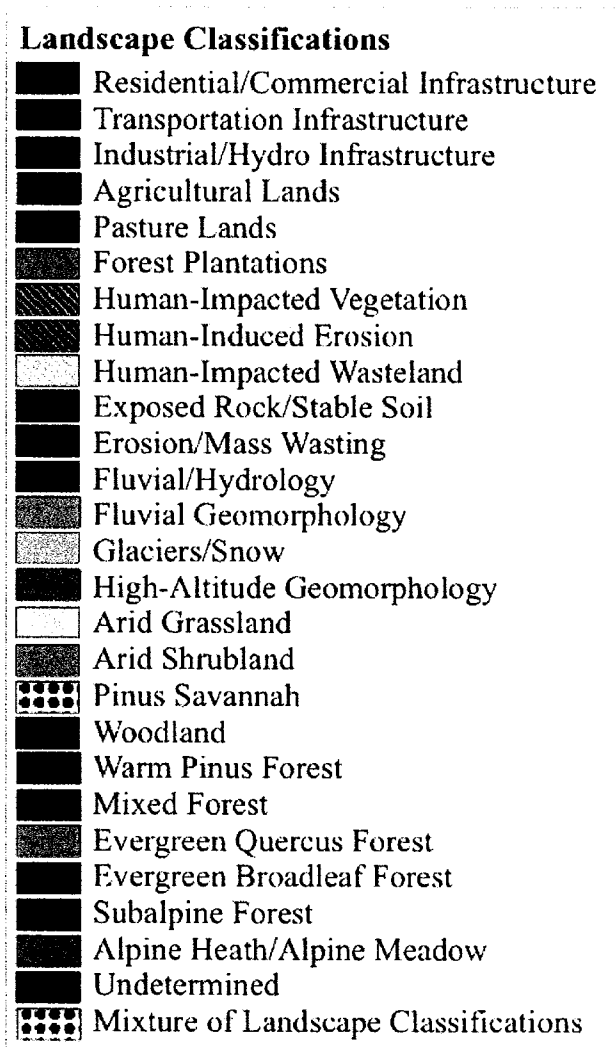 Landscape Classifications
Residential/Commercial Infrastructure
Transportation Infrastructure
Industrial/Hydro Infrastructure
Agricultural Lands
Pasture Lands
Forest Plantations
Human-Impacted Vegetation
Human-Induced Erosion
Human-Impacted Wasteland
Exposed Rock/Stable Soil
Erosion/Mass Wasting
Fluvial/Hydrology
Fluvial Geomorphology
Glaciers/Snow
High-Altitude Geomorphology
Arid Grassland
Arid Shrubland
Pinus Savannah
Woodland
Warm Pinus Forest
Mixed Forest
Evergreen Quercus Forest
Evergreen Broadleaf Forest
Subalpine Forest
Alpine Heath/Alpine Meadow
Undetermined
Mixture of Landscape Classifications